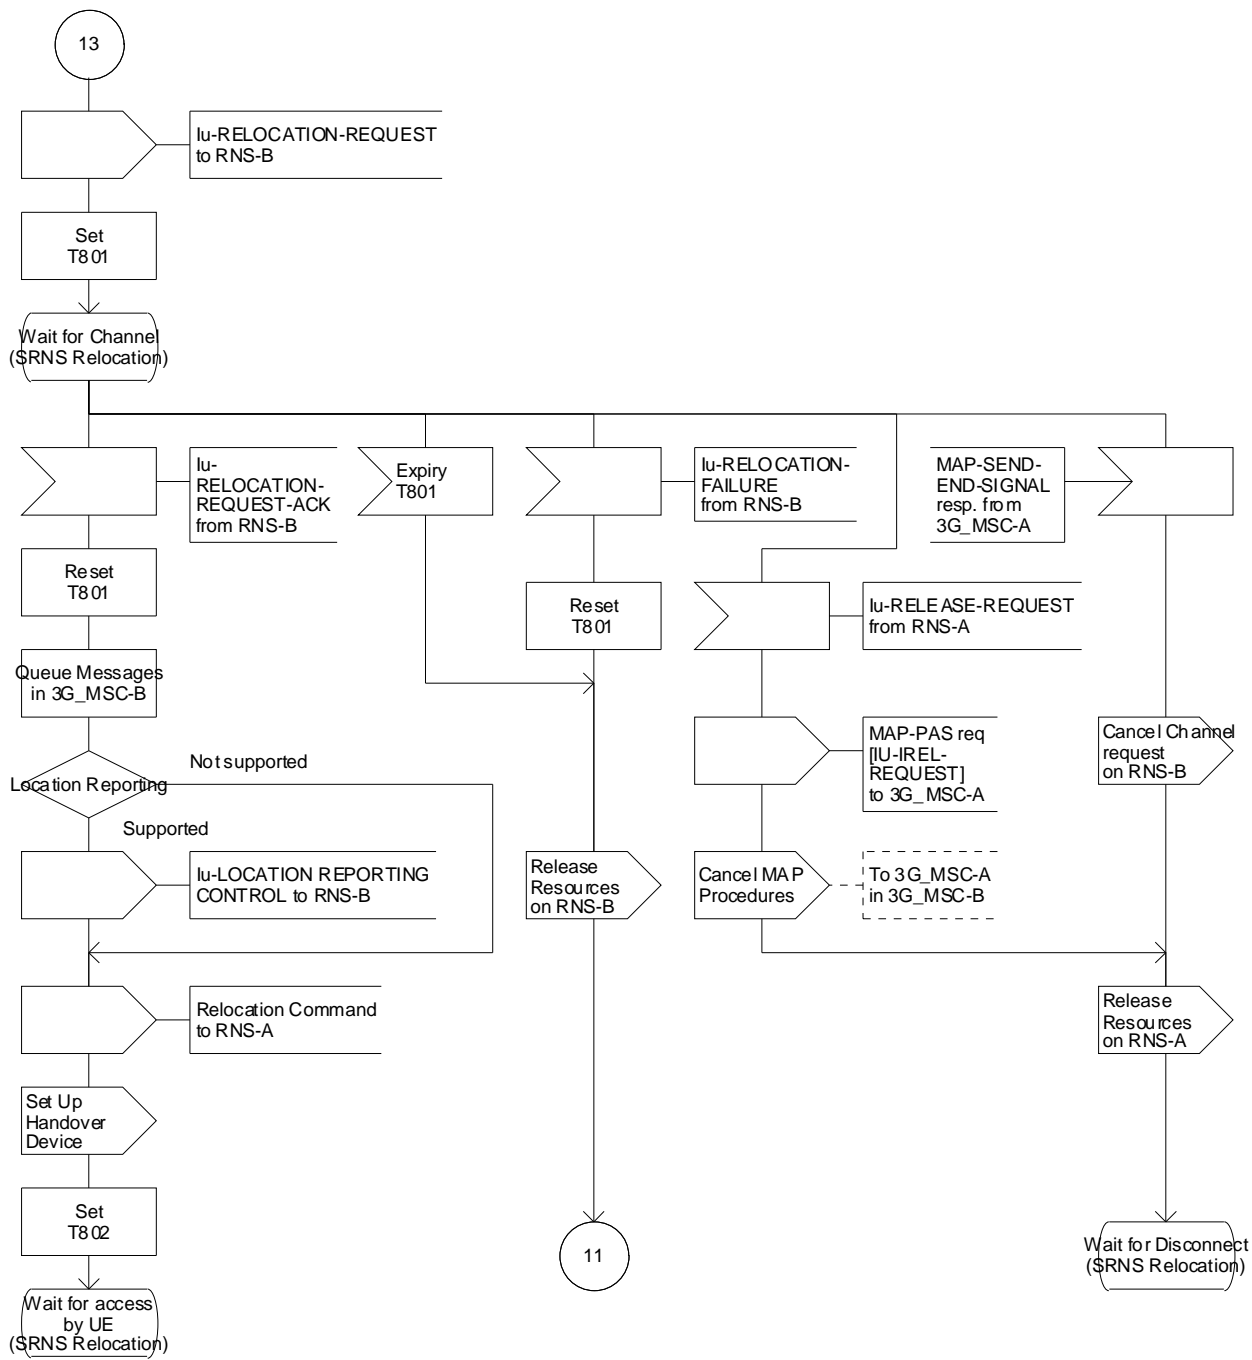 13
Iu-RELOCATION-REQUEST
to RNS-B
Set
T801
Wait for Channel
(SRNS Relocation)
Iu-
RELOCATION-
REQUEST-ACK
from RNS-B
Expiry
T801
Iu-RELOCATION-
FAILURE
from RNS-B
MAP-SEND-
END-SIGNAL
resp. from
3G_MSC-A
Reset
T801
Reset
T801
Iu-RELEASE-REQUEST
from RNS-A
Queue Messages
in 3G_MSC-B
MAP-PAS req
[IU-IREL-
REQUEST]
to 3G_MSC-A
Cancel Channel
request
on RNS-B
Location Reporting
Not supported
Supported
Iu-LOCATION REPORTING
CONTROL to RNS-B
Release
Resources
on RNS-B
Cancel MAP
Procedures
To 3G_MSC-A
in 3G_MSC-B
Relocation Command
to RNS-A
Release
Resources
on RNS-A
Set Up
Handover
Device
Set
T802
11
Wait for Disconnect
(SRNS Relocation)
Wait for access
by UE
(SRNS Relocation)